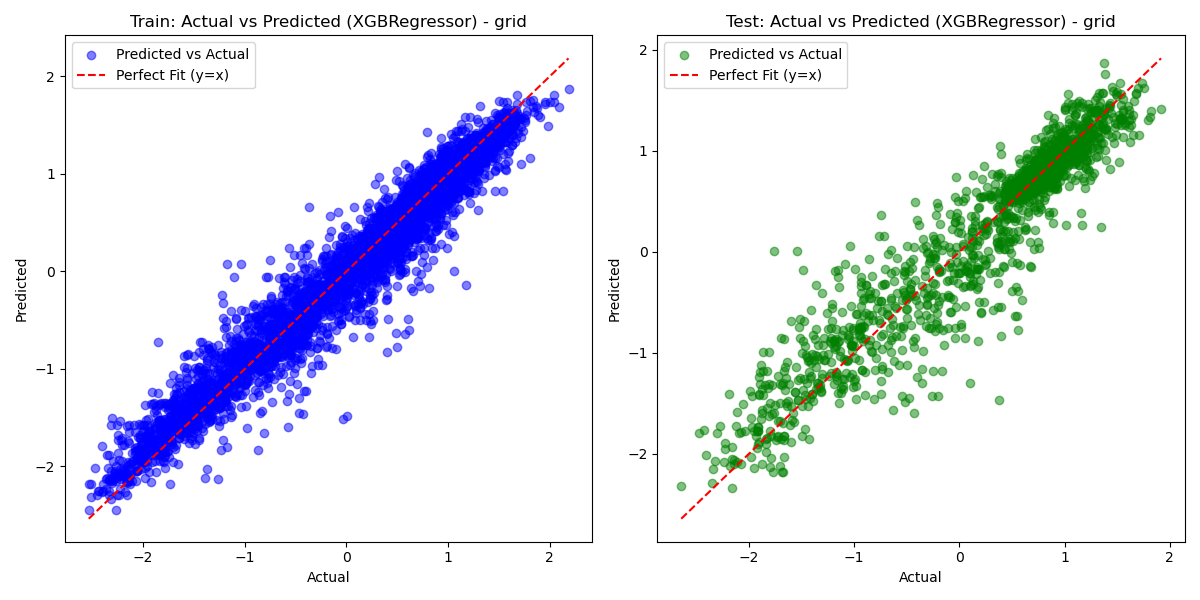 Train: Actual vs Predicted (XGBRegressor) - grid
Predicted vs Actual
Perfect Fit (y=x)
2
1
0
−1
−2
Predicted
−2
−1
0
1
2
Actual
Test: Actual vs Predicted (XGBRegressor) - grid
Predicted vs Actual
Perfect Fit (y=x)
2
1
0
−1
−2
Predicted
−2
−1
0
1
2
Actual